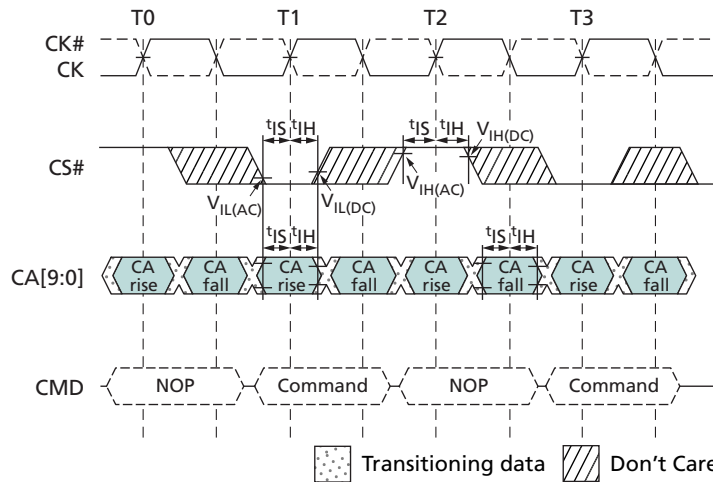 T0 T1 T2 T3
CK#
CK
tIS tIH tIS tIH VIH(DC)
CS#
VIL(AC) VIL(DC) VIH(AC)
tIS tIH tIS tIH
CA[9:0] CA rise CA fall CA rise CA fall CA rise CA fall CA rise CA fall
CMD NOP Command NOP Command
Transitioning data Don't Care